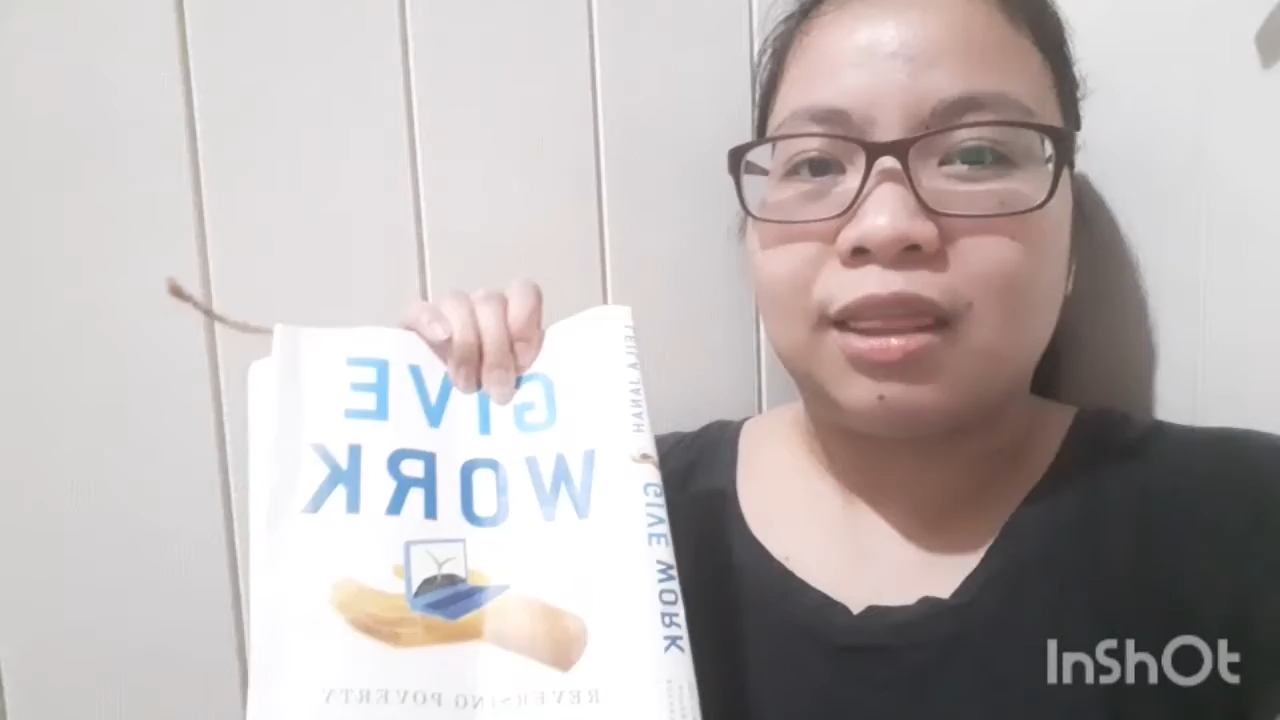 GIVE
WORK
REVERSING POVERTY
LEILA JANAH
GIVE WORK
InShOt